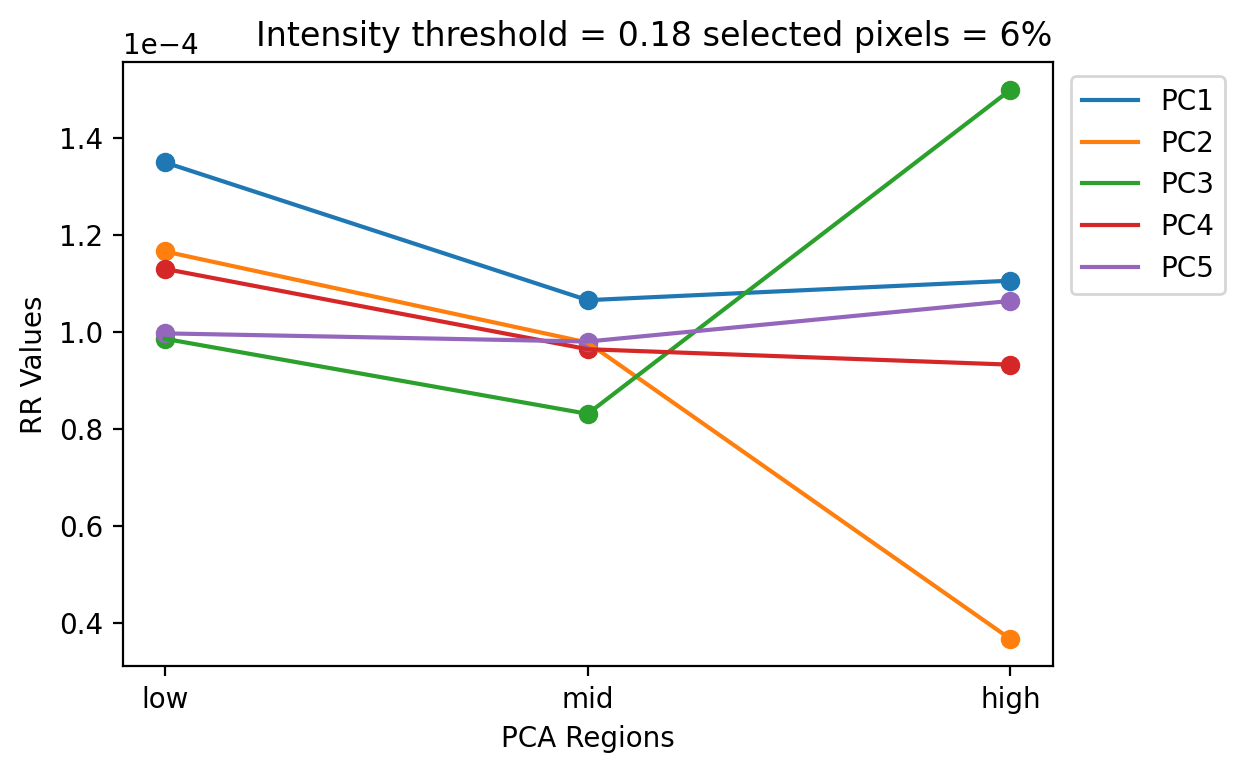 Intensity threshold = 0.18 selected pixels = 6%
1e−4
1.4
1.2
1.0
0.8
0.6
0.4
RR Values
low
mid
high
PCA Regions
PC1
PC2
PC3
PC4
PC5